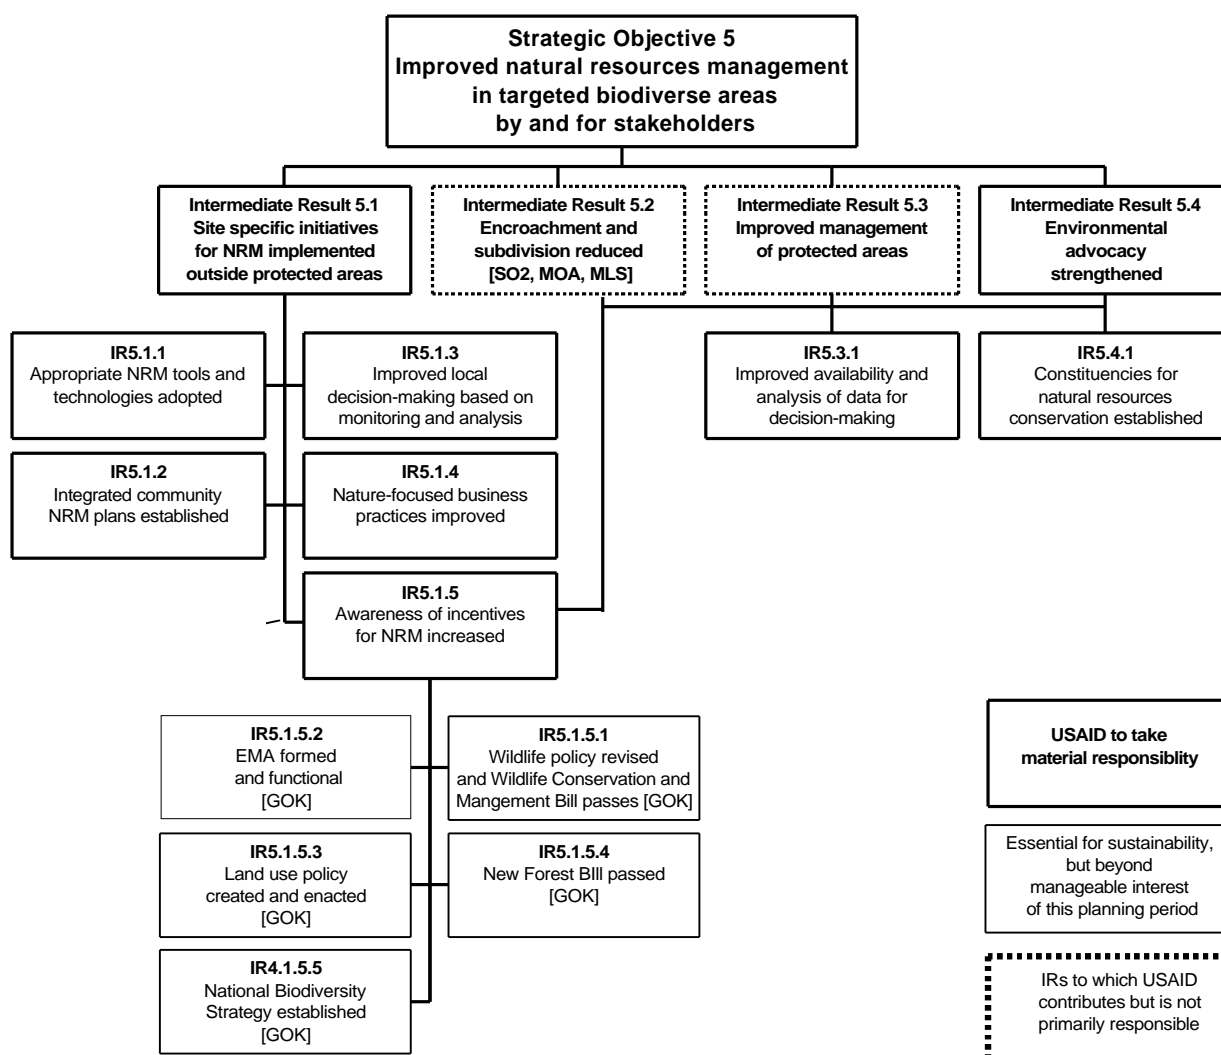 Strategic Objective 5
Improved natural resources management
in targeted biodiverse areas
by and for stakeholders
Intermediate Result 5.1
Site specific initiatives
for NRM implemented
outside protected areas
Intermediate Result 5.2
Encroachment and
subdivision reduced
[SO2, MOA, MLS]
Intermediate Result 5.3
Improved management
of protected areas
Intermediate Result 5.4
Environmental
advocacy
strengthened
IR5.1.1
Appropriate NRM tools and
technologies adopted
IR5.1.3
Improved local
decision-making based on
monitoring and analysis
IR5.3.1
Improved availability and
analysis of data for
decision-making
IR5.4.1
Constituencies for
natural resources
conservation established
IR5.1.2
Integrated community
NRM plans established
IR5.1.4
Nature-focused business
practices improved
IR5.1.5
Awareness of incentives
for NRM increased
IR5.1.5.2
EMA formed
and functional
[GOK]
IR5.1.5.1
Wildlife policy revised
and Wildlife Conservation and
Mangement Bill passes [GOK]
IR5.1.5.3
Land use policy
created and enacted
[GOK]
IR5.1.5.4
New Forest BIll passed
[GOK]
IR4.1.5.5
National Biodiversity
Strategy established
[GOK]
USAID to take
material responsiblity
Essential for sustainability,
but beyond
manageable interest
of this planning period
IRs to which USAID
contributes but is not
primarily responsible